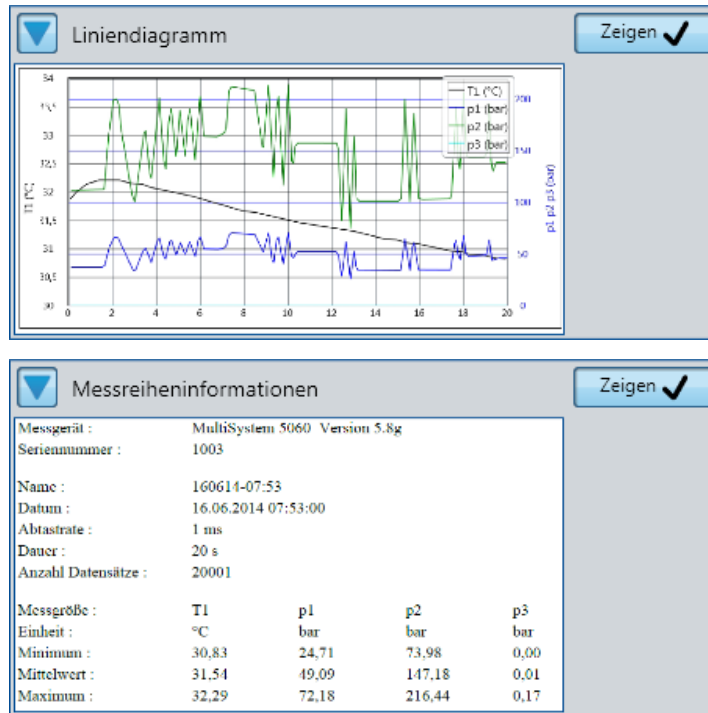 Liniendiagramm
Zeigen
34
33,5
33
32,5
32
31,5
31
30,5
30
T1 (°C)
T1 (°C)
p1 (bar)
p2 (bar)
p3 (bar)
200
150
100
50
0
p1 p2 p3 (bar)
0 2 4 6 8 10 12 14 16 18 20
Messreiheninformationen
Zeigen
Messgerät : MultiSystem 5060 Version 5.8g
Seriennummer : 1003
Name : 160614-07:53
Datum : 16.06.2014 07:53:00
Abtastrate : 1 ms
Dauer : 20 s
Anzahl Datensätze : 20001
Messgröße : T1 p1 p2 p3
Einheit : °C bar bar bar
Minimum : 30,83 24,71 73,98 0,00
Mittelwert : 31,54 49,09 147,18 0,01
Maximum : 32,29 72,18 216,44 0,17